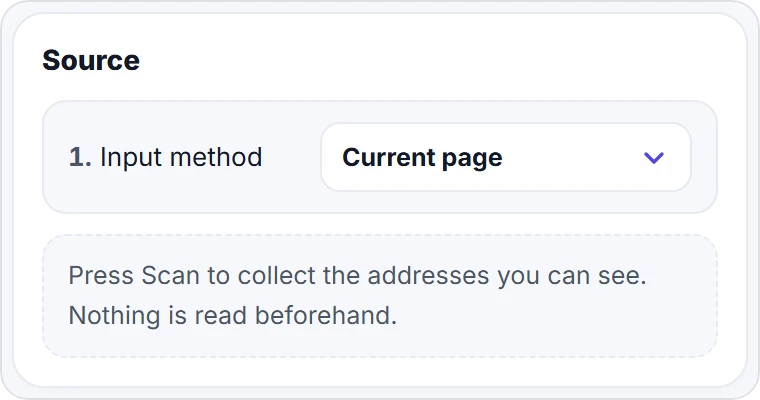 Source
1. Input method
Current page
Press Scan to collect the addresses you can see.
Nothing is read beforehand.